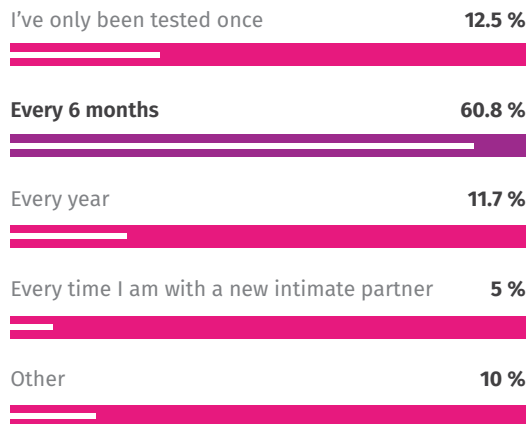 I’ve only been tested once 12.5 %
Every 6 months 60.8 %
Every year 11.7 %
Every time I am with a new intimate partner 5 %
Other 10 %